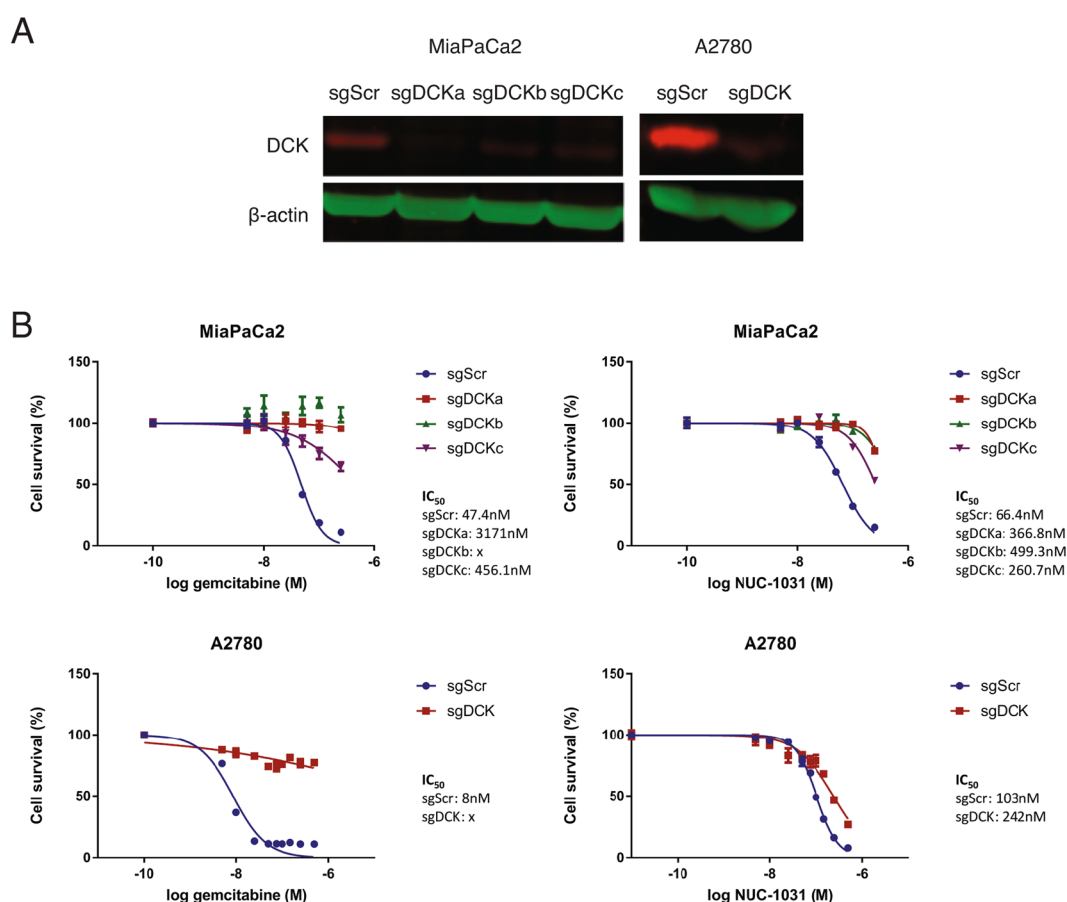 A
MiaPaCa2 A2780
sgScr sgDCKa sgDCKb sgDCKc sgScr sgDCK
DCK
β-actin
B
MiaPaCa2
Cell survival (%)
150
100
50
0
-10 -8 -6
log gemcitabine (M)
sgScr
sgDCKa
sgDCKb
sgDCKc
IC50
sgScr: 47.4nM
sgDCKa: 3171nM
sgDCKb: x
sgDCKc: 456.1nM
MiaPaCa2
Cell survival (%)
150
100
50
0
-10 -8 -6
log NUC-1031 (M)
sgScr
sgDCKa
sgDCKb
sgDCKc
IC50
sgScr: 66.4nM
sgDCKa: 366.8nM
sgDCKb: 499.3nM
sgDCKc: 260.7nM
A2780
Cell survival (%)
150
100
50
0
-10 -8 -6
log gemcitabine (M)
sgScr
sgDCK
IC50
sgScr: 8nM
sgDCK: x
A2780
Cell survival (%)
150
100
50
0
-10 -8 -6
log NUC-1031 (M)
sgScr
sgDCK
IC50
sgScr: 103nM
sgDCK: 242nM